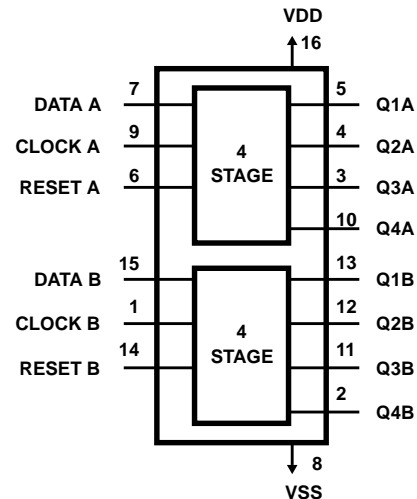 VDD
16
DATA A 7 5 Q1A
CLOCK A 9 4 Q2A
4
STAGE
RESET A 6 3 Q3A
10 Q4A
DATA B 15 13 Q1B
CLOCK B 1 12 Q2B
4
STAGE
RESET B 14 11 Q3B
2 Q4B
8
VSS